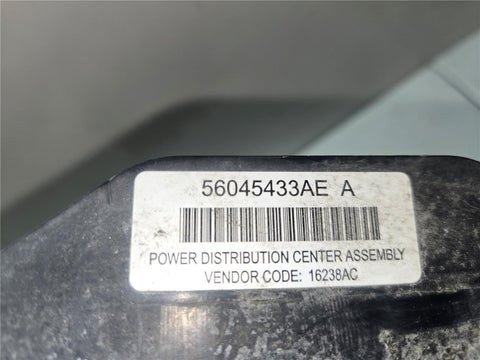 56045433AE A
POWER DISTRIBUTION CENTER ASSEMBLY
VENDOR CODE: 16238AC